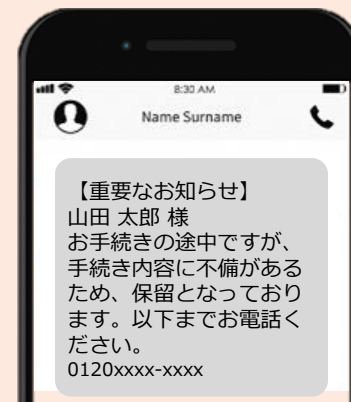 8:30 AM
Name Surname
【重要なお知らせ】
山田 太郎 様
お手続きの途中ですが、
手続き内容に不備がある
ため、保留となっており
ます。以下までお電話く
ださい。
0120xxxx-xxxx